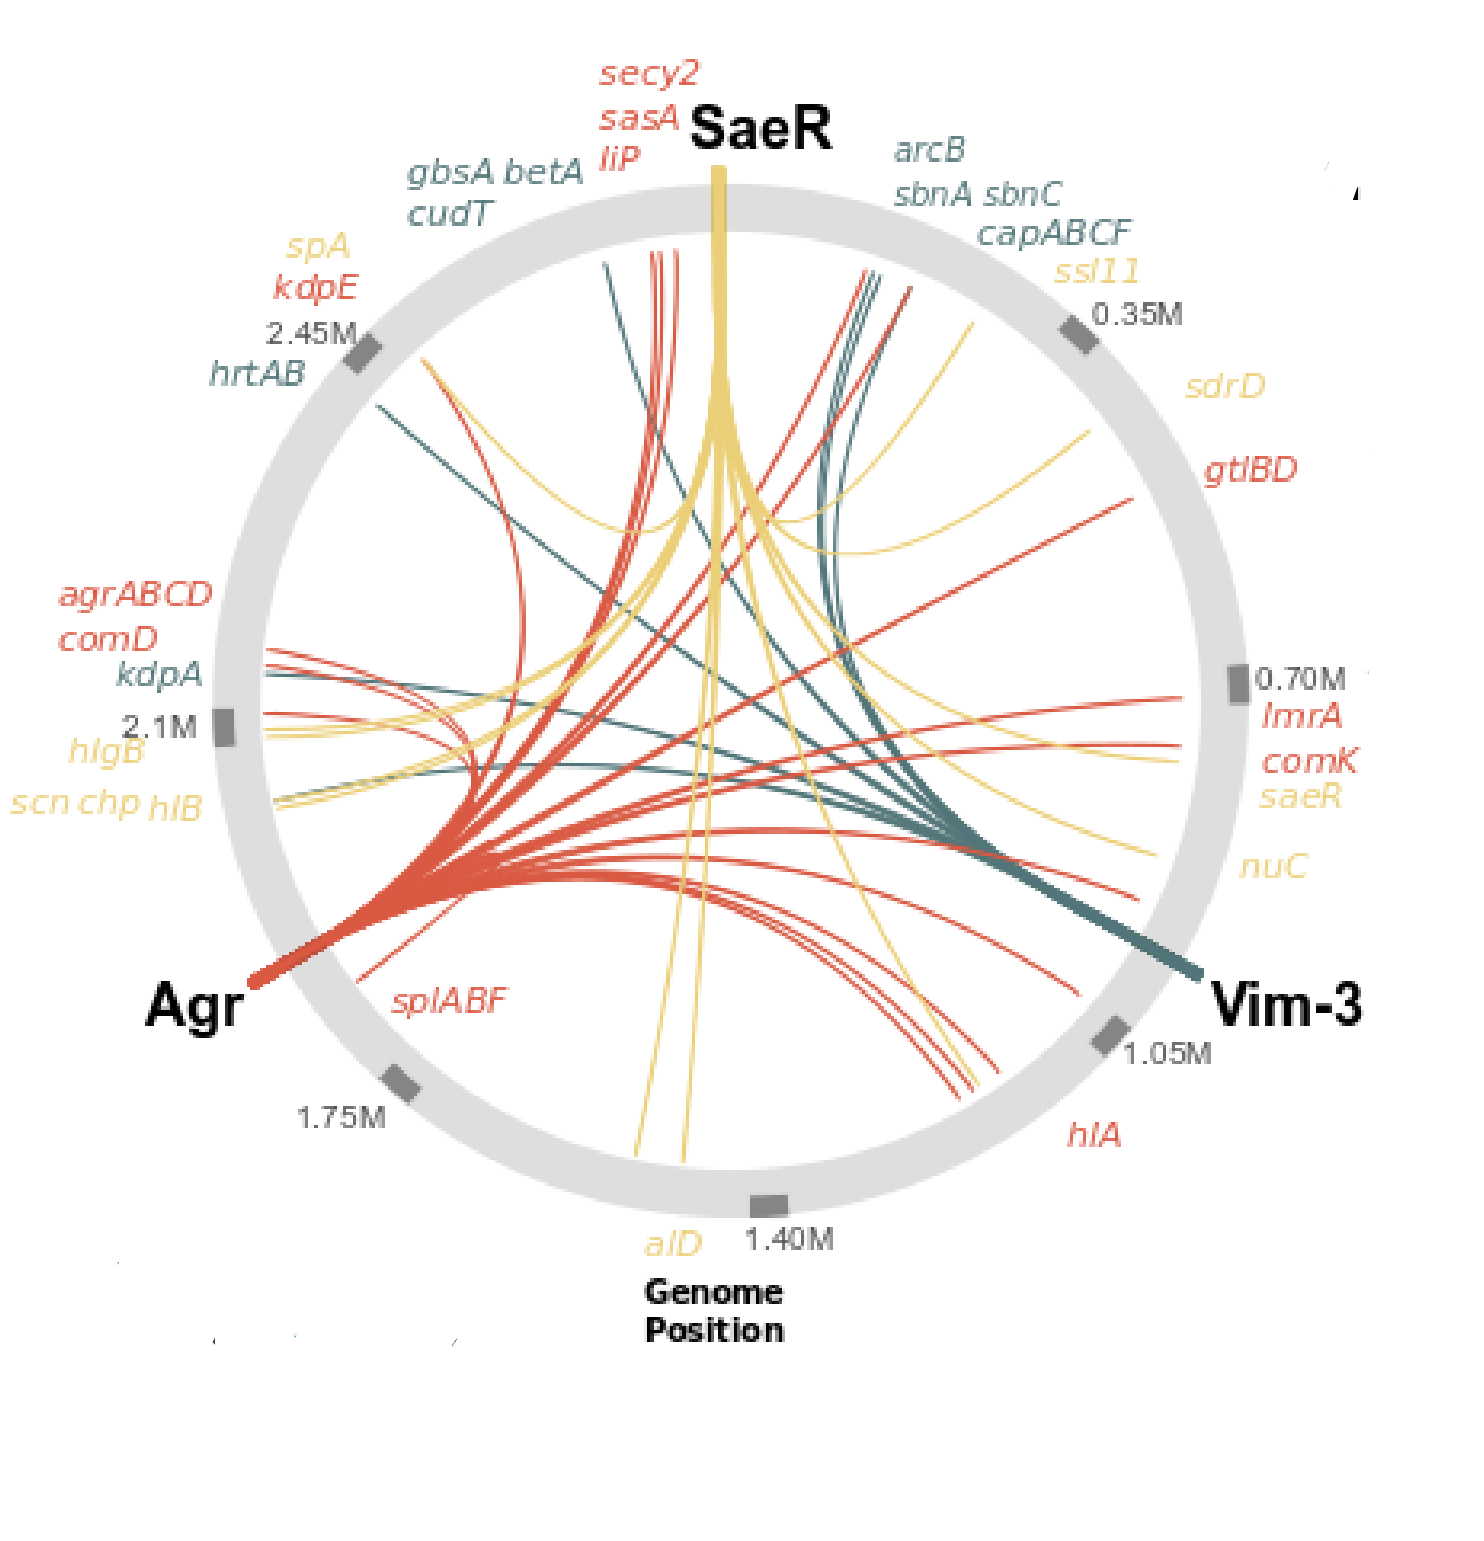 secy2
sasA
liP
SaeR
arcB
sbnA sbnC
capABCF
ssl11
0.35M
gbsA betA
cudT
spA
kdpE
2.45M
hrtAB
sdrD
gtlBD
agrABCD
comD
kdpA
2.1M
hlgB
scn chp hlB
0.70M
lmrA
comK
saeR
nuC
Agr
splABF
Vim-3
1.05M
1.75M
hlA
alD
1.40M
Genome
Position